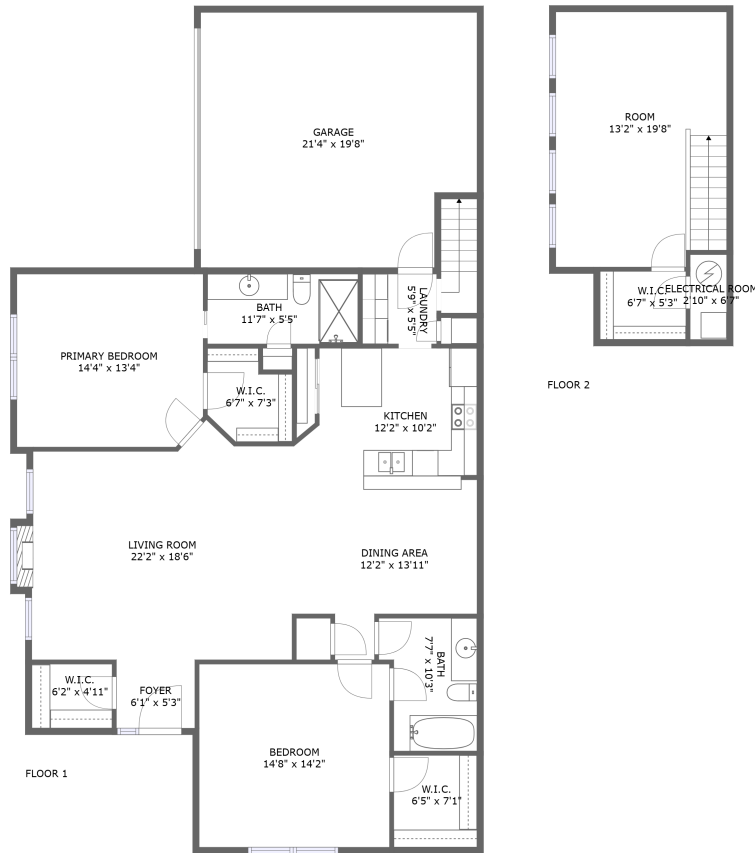 GARAGE
21'4" x 19'8"
ROOM
13'2" x 19'8"
W.I.C.
6'7" x 5'3"
ELECTRICAL ROOM
2'10" x 6'7"
FLOOR 2
BATH
11'7" x 5'5"
LAUNDRY
5'9" x 5'5"
PRIMARY BEDROOM
14'4" x 13'4"
W.I.C.
6'7" x 7'3"
KITCHEN
12'2" x 10'2"
LIVING ROOM
22'2" x 18'6"
DINING AREA
12'2" x 13'11"
BATH
7'7" x 10'3"
W.I.C.
6'2" x 4'11"
FOYER
6'1" x 5'3"
BEDROOM
14'8" x 14'2"
W.I.C.
6'5" x 7'1"
FLOOR 1